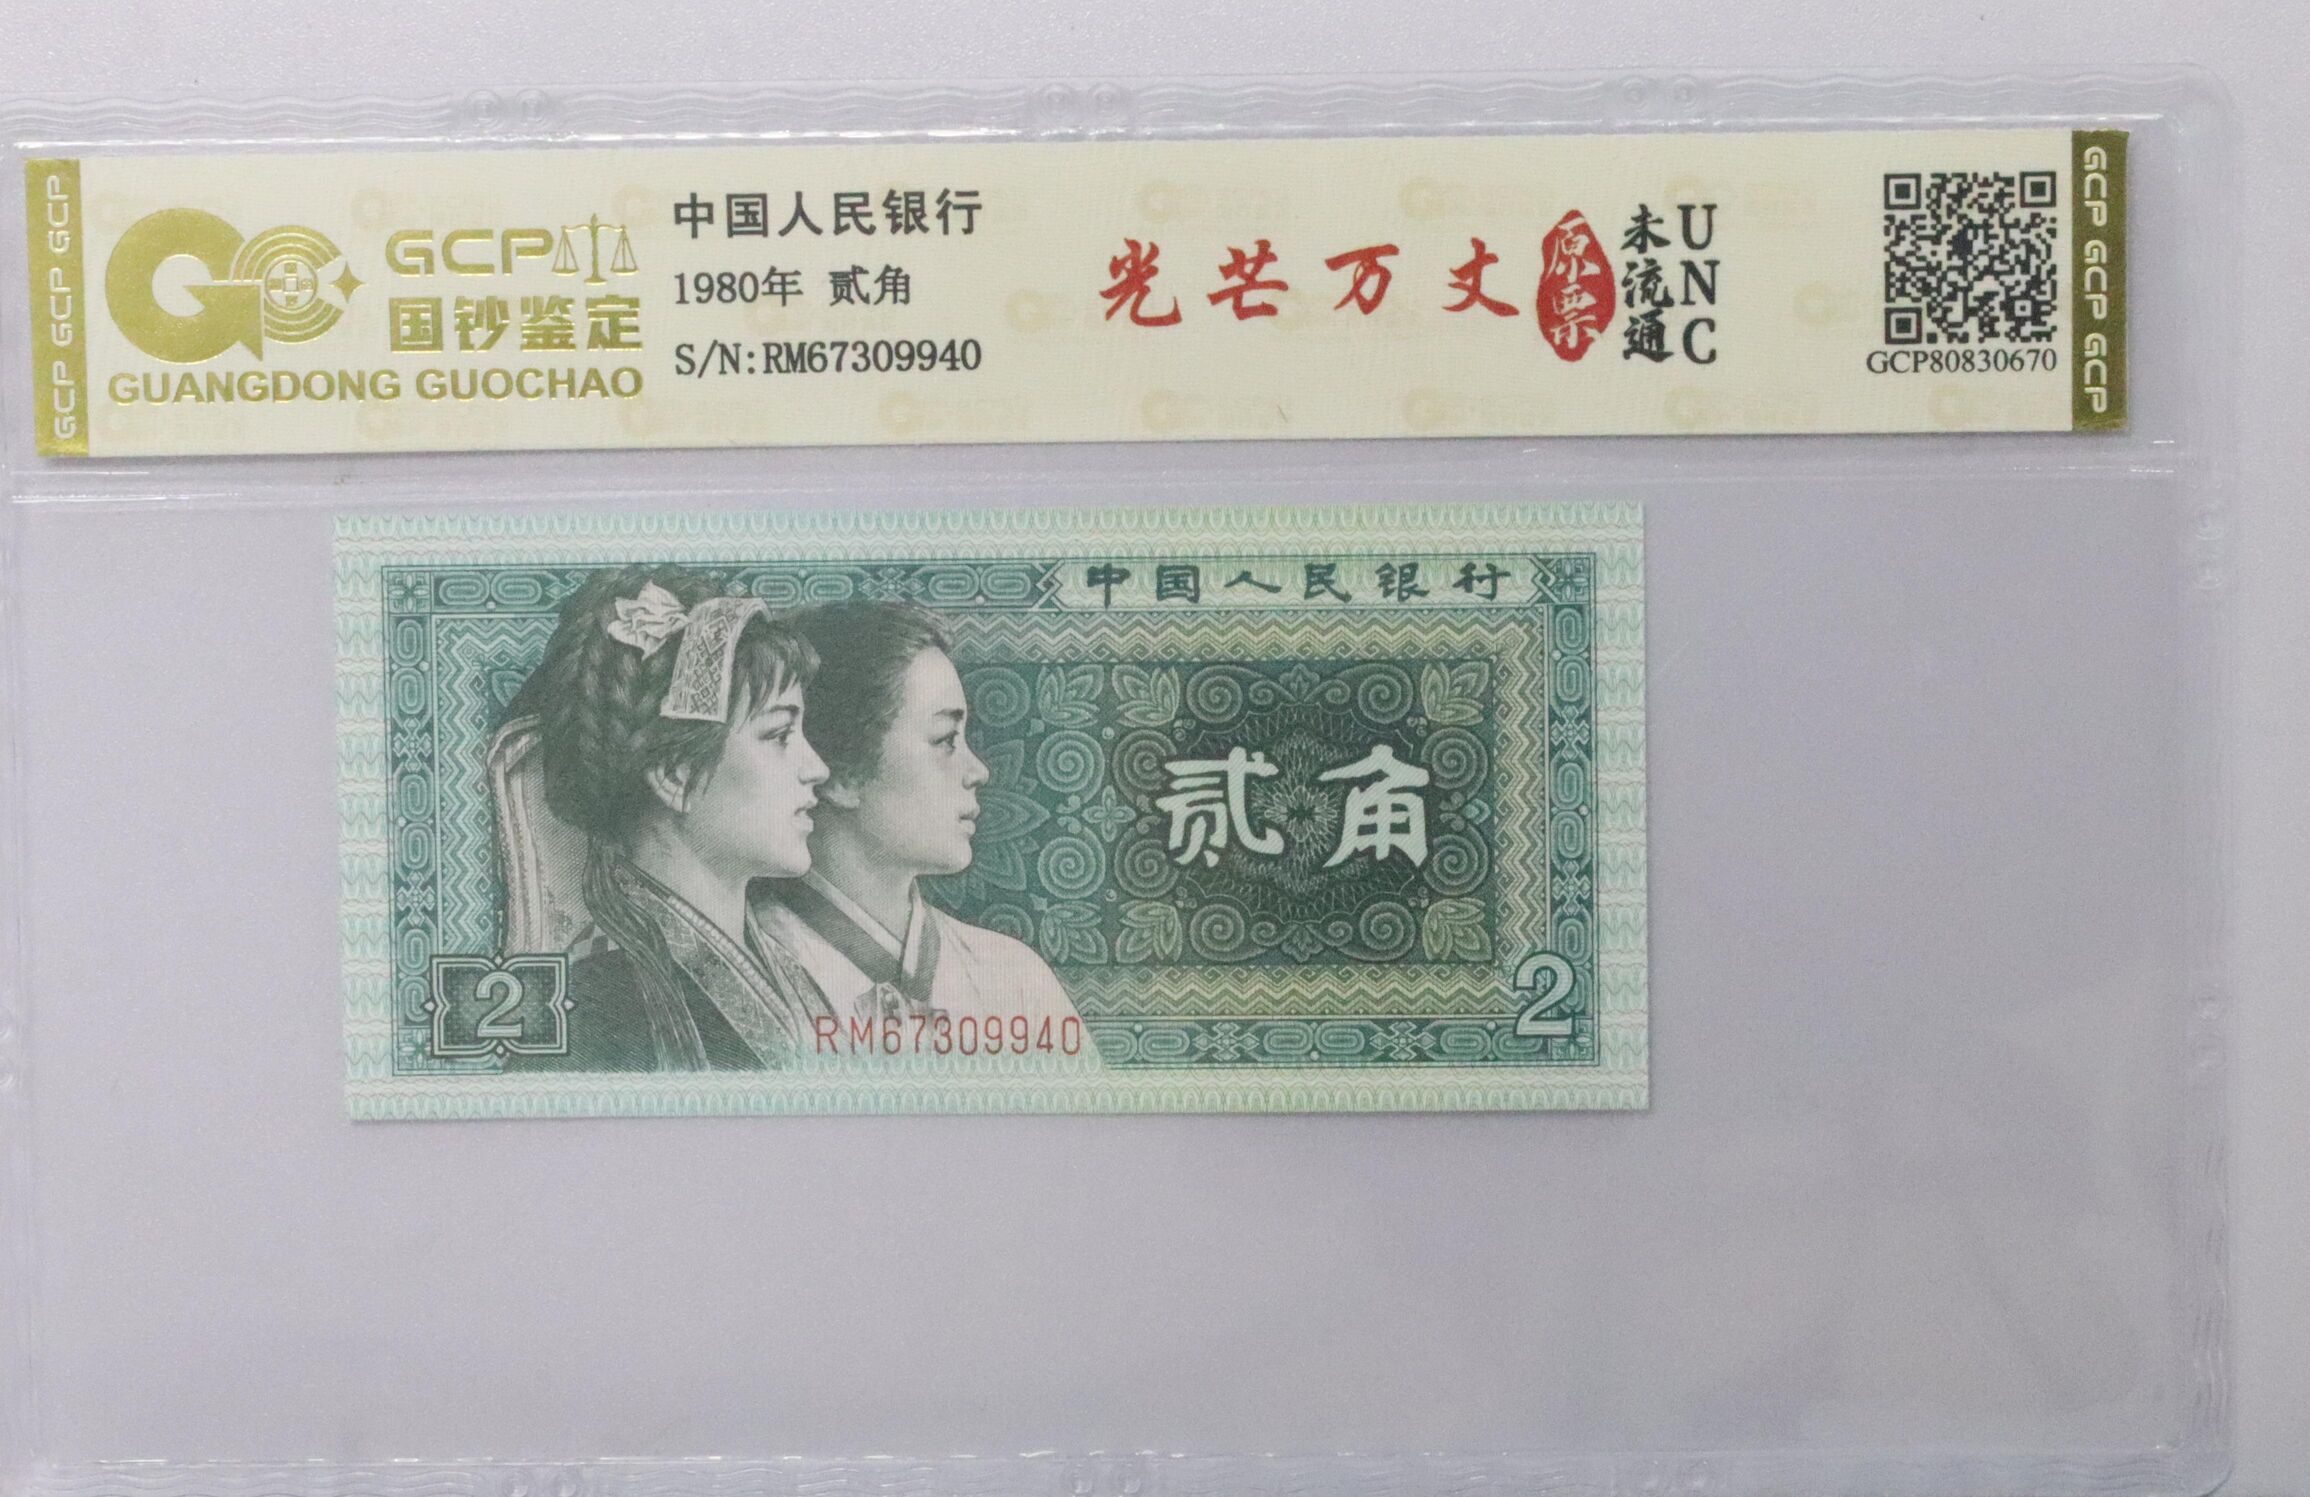 GCP GCP GCP
GCP
国钞鉴定
GUANGDONG GUOCHAO
中国人民银行
1980年 贰角
S/N:RM67309940
光芒万丈
原票
未流通
UNC
GCP80830670
GCP GCP GCP
中国人民银行
贰角
2
RM67309940
2